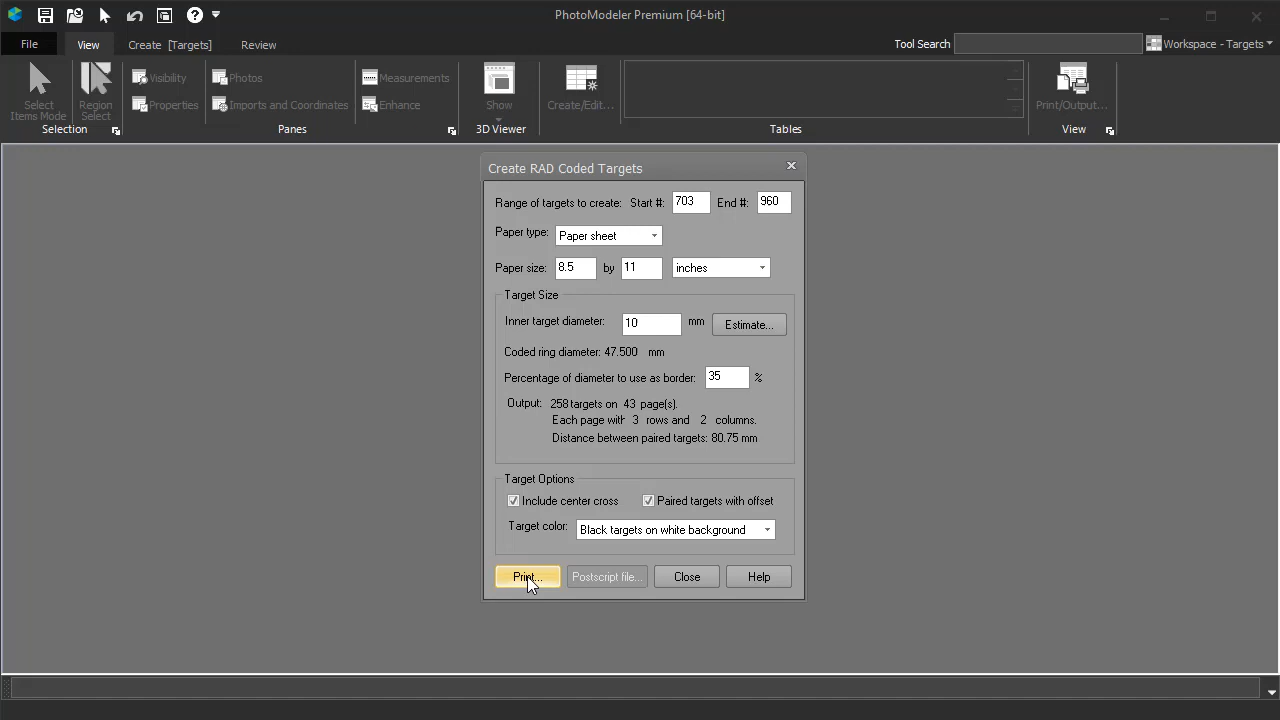 PhotoModeler Premium [64-bit]
File View Create [Targets] Review Tool Search Workspace - Targets
Select Items Mode
Region Select
Selection
Visibility
Properties
Photos
Imports and Coordinates
Panes
Measurements
Enhance
Show
3D Viewer
Create/Edit...
Tables
Print/Output...
View
Create RAD Coded Targets
Range of targets to create: Start #: 703 End #: 960
Paper type: Paper sheet
Paper size: 8.5 by 11 inches
Target Size
Inner target diameter: 10 mm Estimate...
Coded ring diameter: 47.500 mm
Percentage of diameter to use as border: 35 %
Output: 258 targets on 43 page(s).
Each page with 3 rows and 2 columns.
Distance between paired targets: 80.75 mm
Target Options
Include center cross Paired targets with offset
Target color: Black targets on white background
Print... Postscript file... Close Help